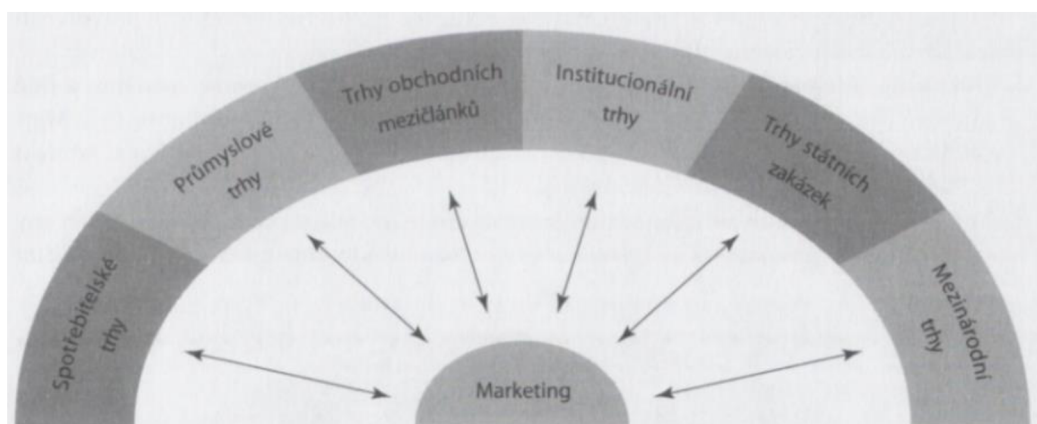 Spotřebitelské
trhy
Průmyslové
trhy
Trhy obchodních
mezičlánků
Institucionální
trhy
Trhy státních
zakázek
Mezinárodní
trhy
Marketing